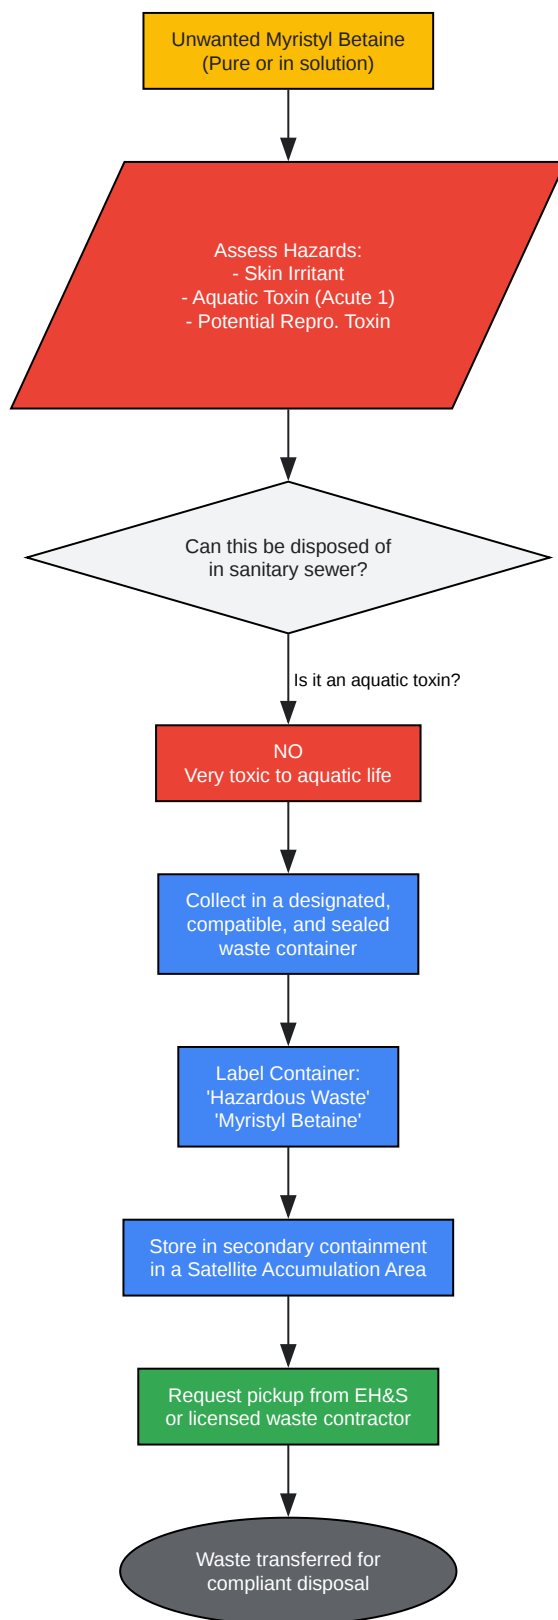 Unwanted Myristyl Betaine
(Pure or in solution)
Assess Hazards:
- Skin Irritant
- Aquatic Toxin (Acute 1)
- Potential Repro. Toxin
Can this be disposed of
in sanitary sewer?
Is it an aquatic toxin?
NO
Very toxic to aquatic life
Collect in a designated,
compatible, and sealed
waste container
Label Container:
'Hazardous Waste'
'Myristyl Betaine'
Store in secondary containment
in a Satellite Accumulation Area
Request pickup from EH&S
or licensed waste contractor
Waste transferred for
compliant disposal